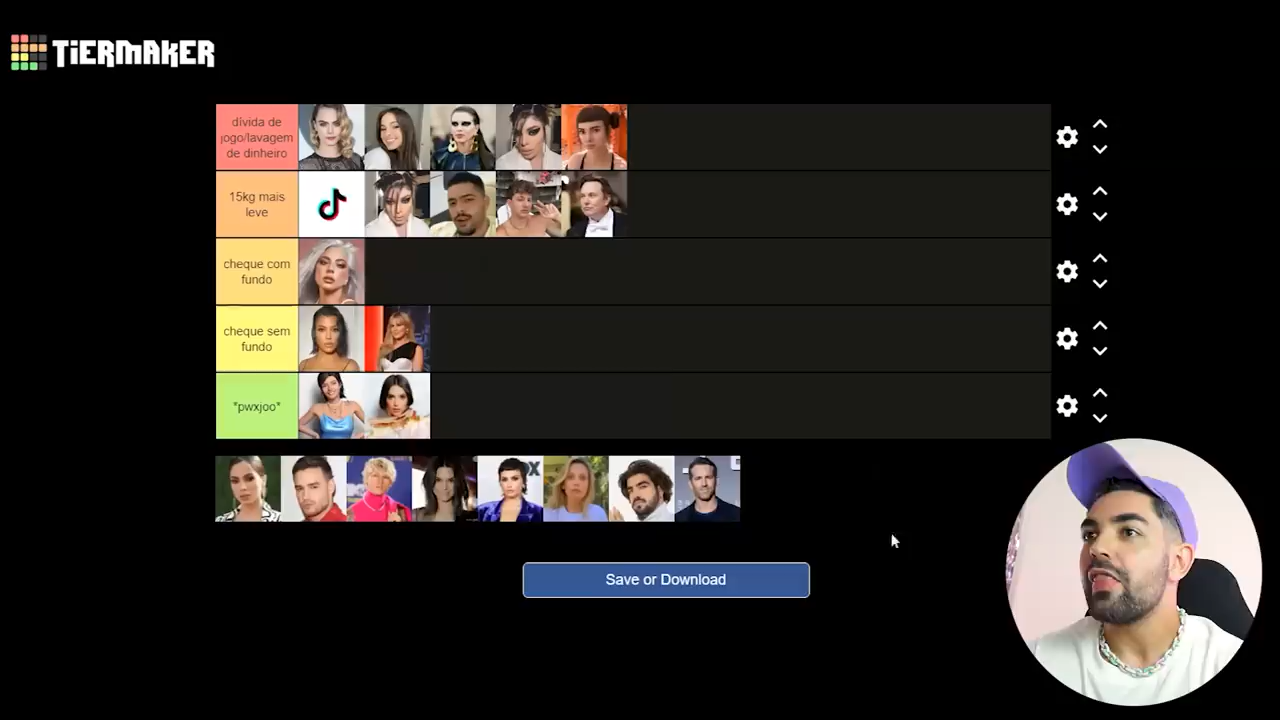 TiERMAKER
dívida de
jogo/lavagem
de dinheiro
15kg mais
leve
cheque com
fundo
cheque sem
fundo
*pwxjoo*
Save or Download